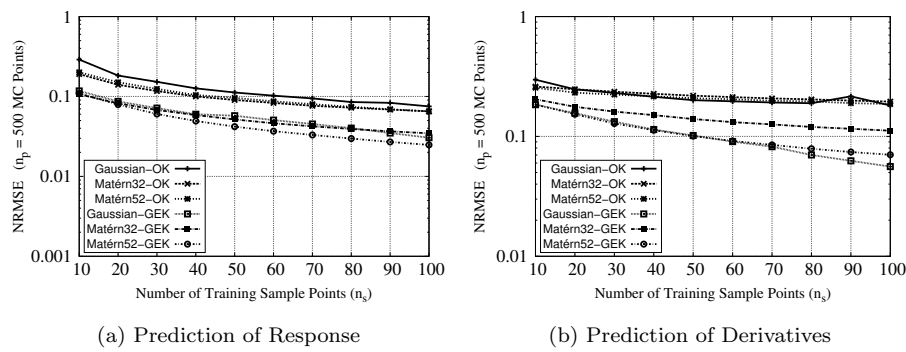 1
0.1
0.01
0.001
NRMSE (n_p = 500 MC Points)
Gaussian−OK
Matérn32−OK
Matérn52−OK
Gaussian−GEK
Matérn32−GEK
Matérn52−GEK
10 20 30 40 50 60 70 80 90 100
Number of Training Sample Points (n_s)
(a) Prediction of Response
1
0.1
0.01
NRMSE (n_p = 500 MC Points)
Gaussian−OK
Matérn32−OK
Matérn52−OK
Gaussian−GEK
Matérn32−GEK
Matérn52−GEK
10 20 30 40 50 60 70 80 90 100
Number of Training Sample Points (n_s)
(b) Prediction of Derivatives